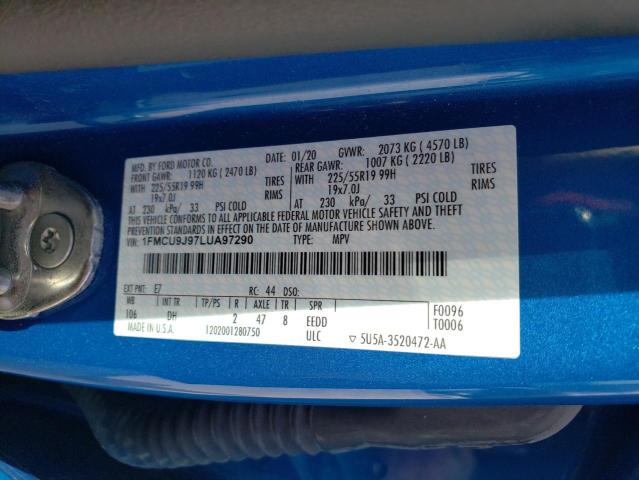 MFD. BY FORD MOTOR CO. DATE: 01/20 GVWR: 2073 KG ( 4570 LB)
FRONT GAWR: 1120 KG ( 2470 LB) REAR GAWR: 1007 KG ( 2220 LB)
WITH 225/55R19 99H TIRES WITH 225/55R19 99H TIRES
19x7.0J RIMS 19x7.0J RIMS
AT 230 kPa/ 33 PSI COLD AT 230 kPa/ 33 PSI COLD
THIS VEHICLE CONFORMS TO ALL APPLICABLE FEDERAL MOTOR VEHICLE SAFETY AND THEFT
PREVENTION STANDARDS IN EFFECT ON THE DATE OF MANUFACTURE SHOWN ABOVE.
VIN: 1FMCU9J97LUA97290 TYPE: MPV
EXT PNT: E7 RC: 44 DSO:
WB INT TR TP/PS R AXLE TR SPR F0096
106 DH 2 47 8 EEDD T0006
MADE IN U.S.A. 1202001280750 ULC ▽ 5U5A-3520472-AA